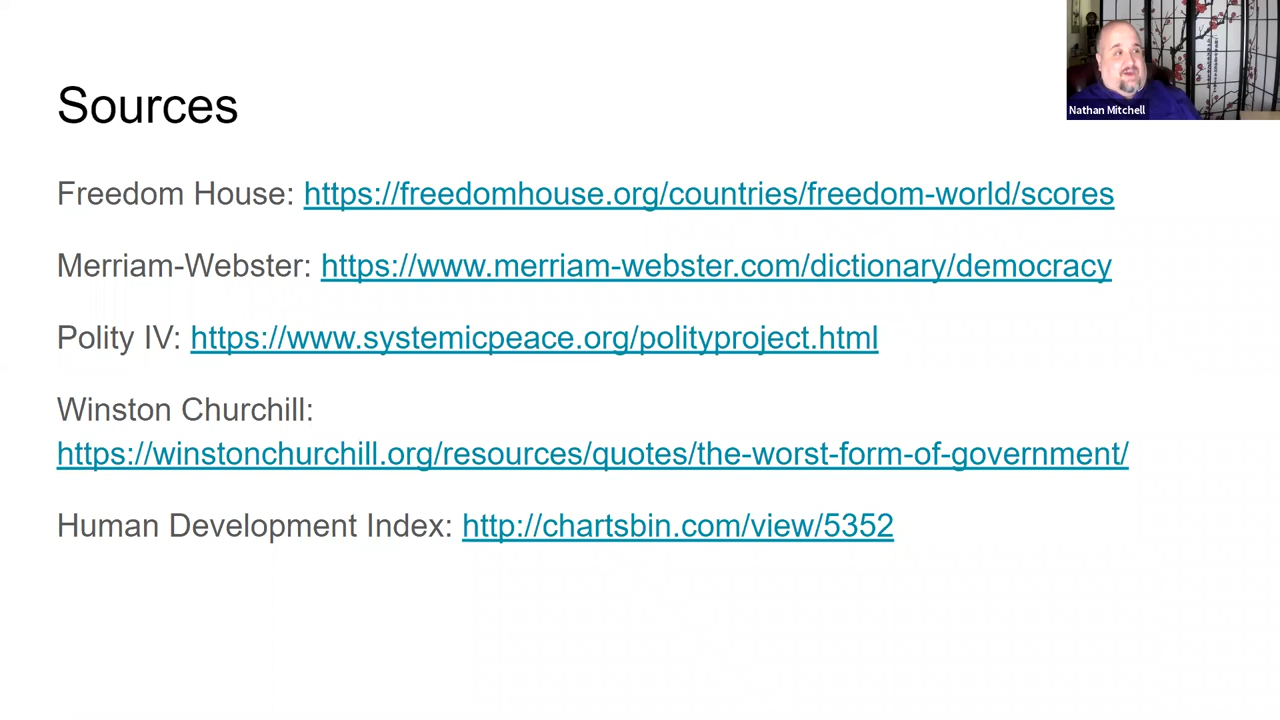 Nathan Mitchell
Sources
Freedom House: https://freedomhouse.org/countries/freedom-world/scores
Merriam-Webster: https://www.merriam-webster.com/dictionary/democracy
Polity IV: https://www.systemicpeace.org/polityproject.html
Winston Churchill:
https://winstonchurchill.org/resources/quotes/the-worst-form-of-government/
Human Development Index: http://chartsbin.com/view/5352